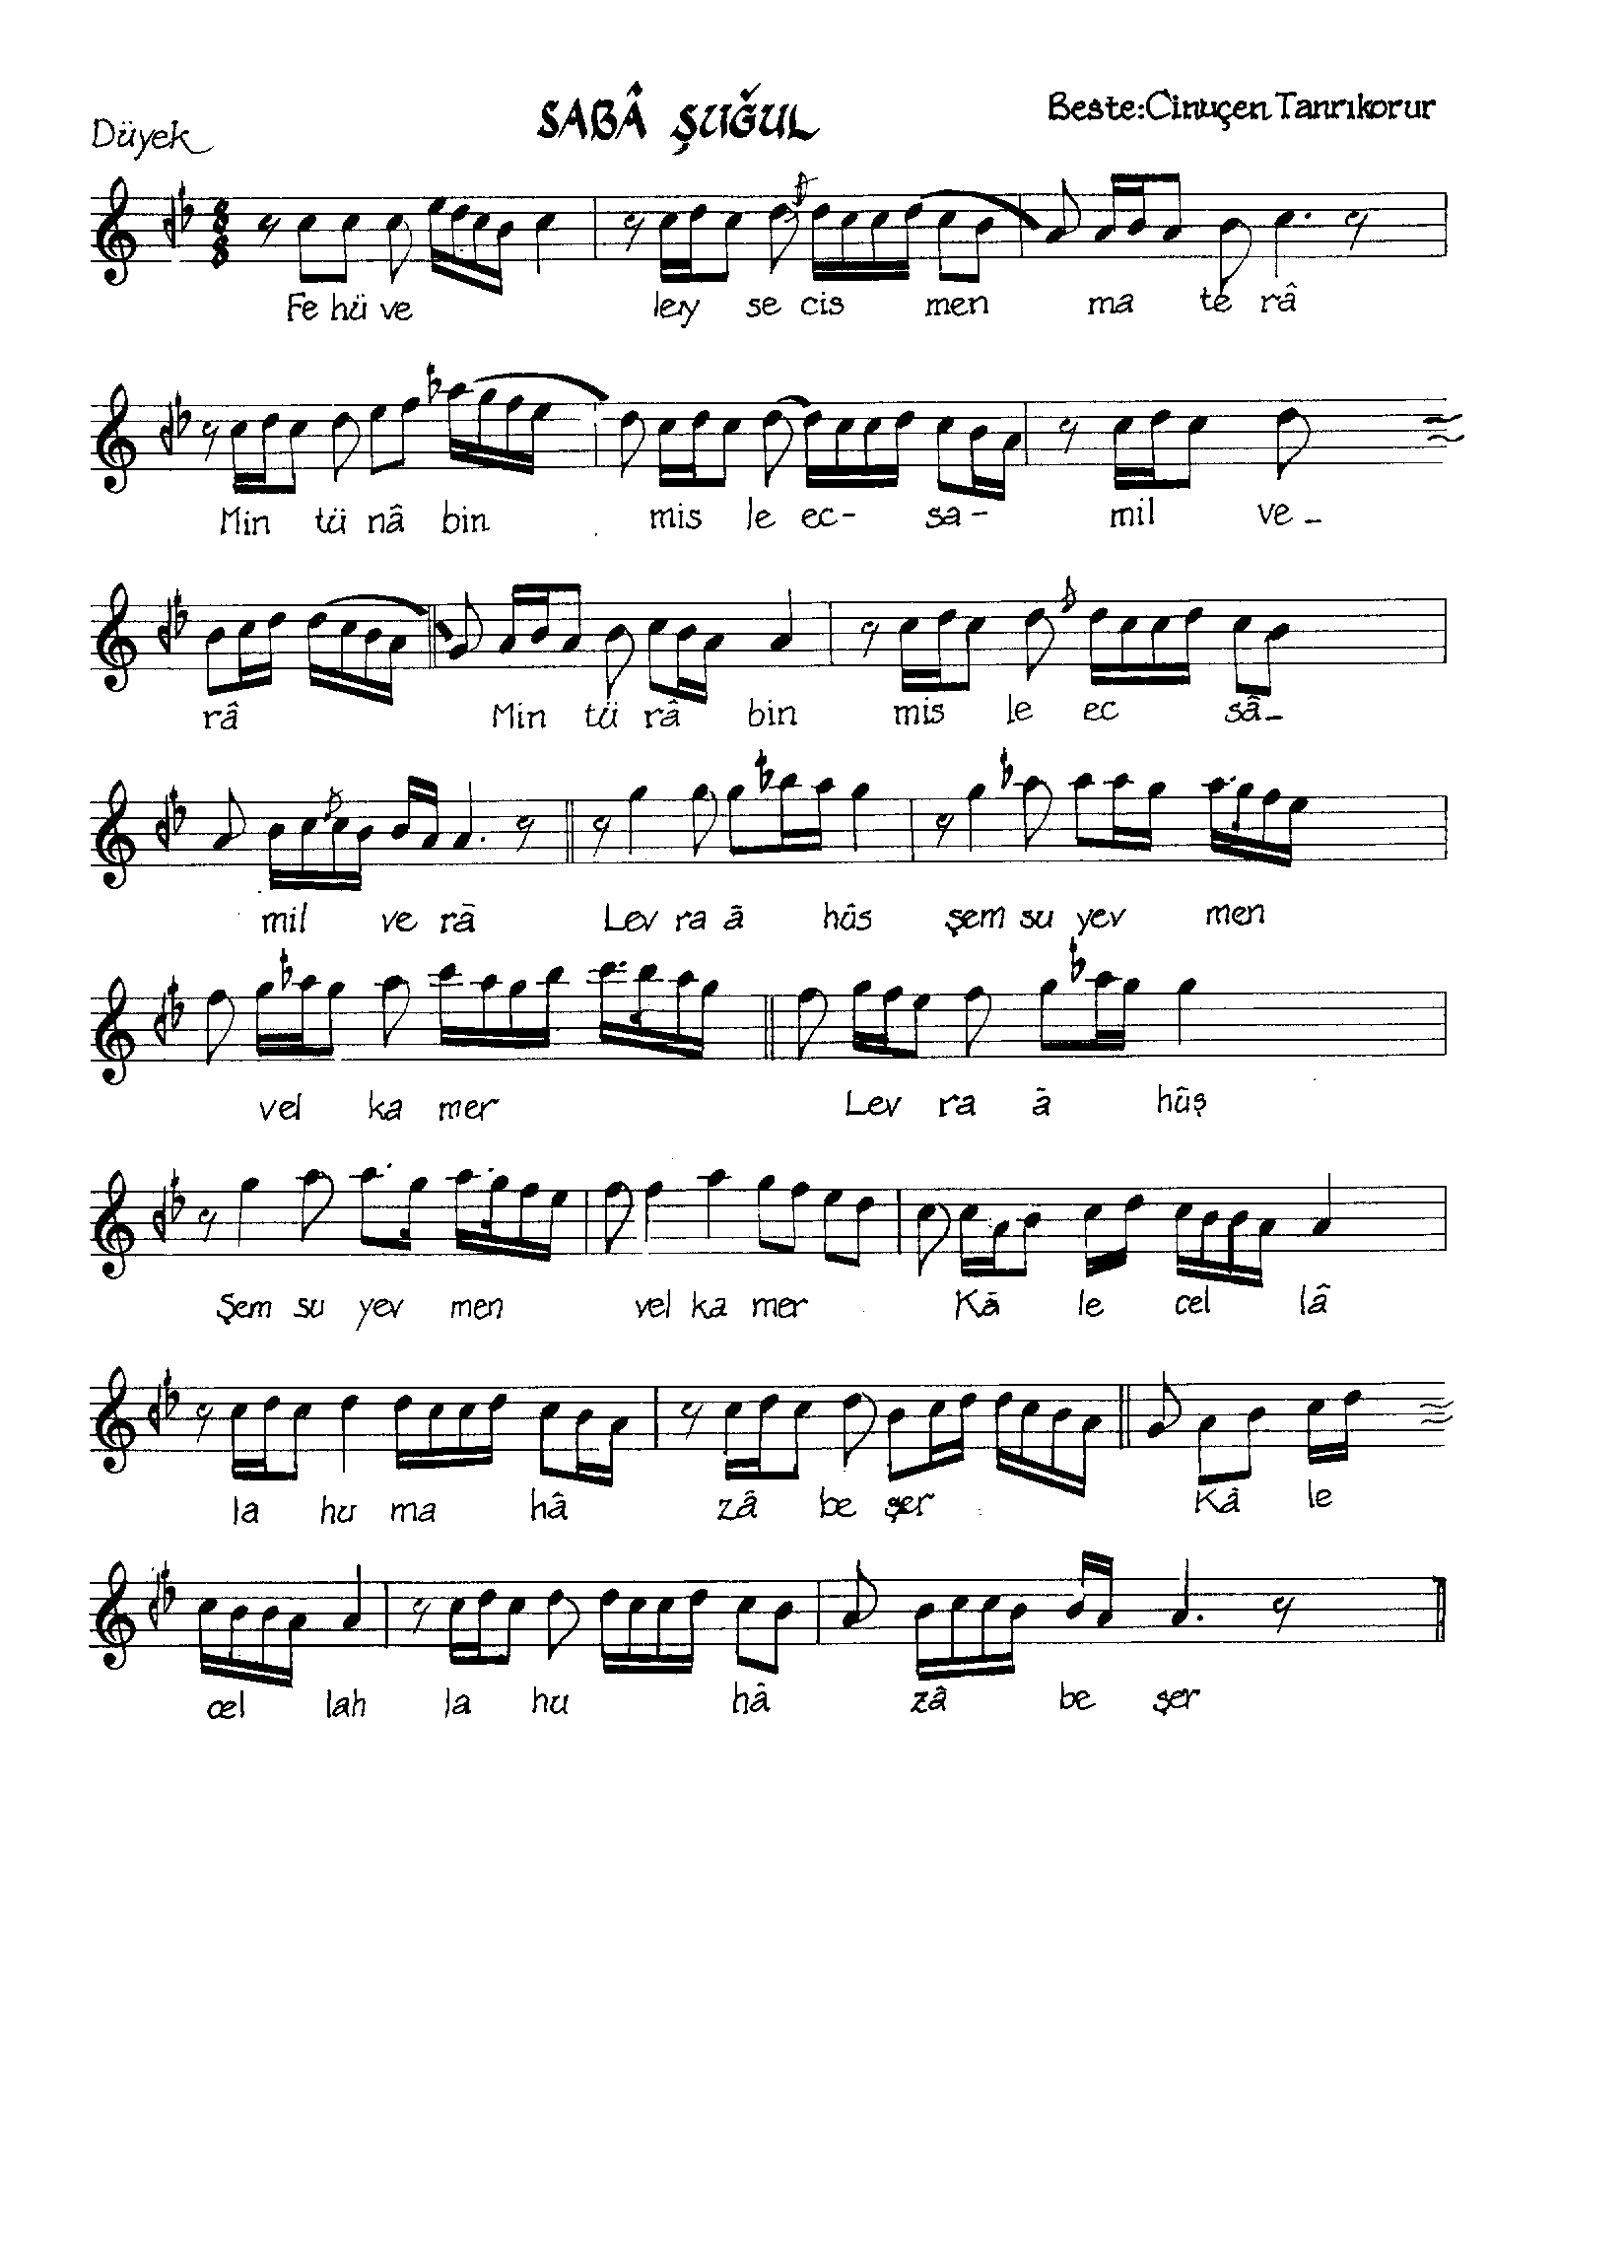 Düyek
SABÂ ŞUĞUL
Beste: Cinuçen Tanrıkorur
8
8
Fe hü ve ley se cis men ma te râ
Min tü nâ bin mis le ec- sa- mil ve-
râ Min tü râ bin mis le ec sâ-
mil ve râ Lev ra â hûs şem su yev men
vel ka mer Lev ra â hûş
Şem su yev men vel ka mer Kâ le cel lâ
la hu ma hâ zâ be şer Kâ le
cel lah la hu hâ zâ be şer